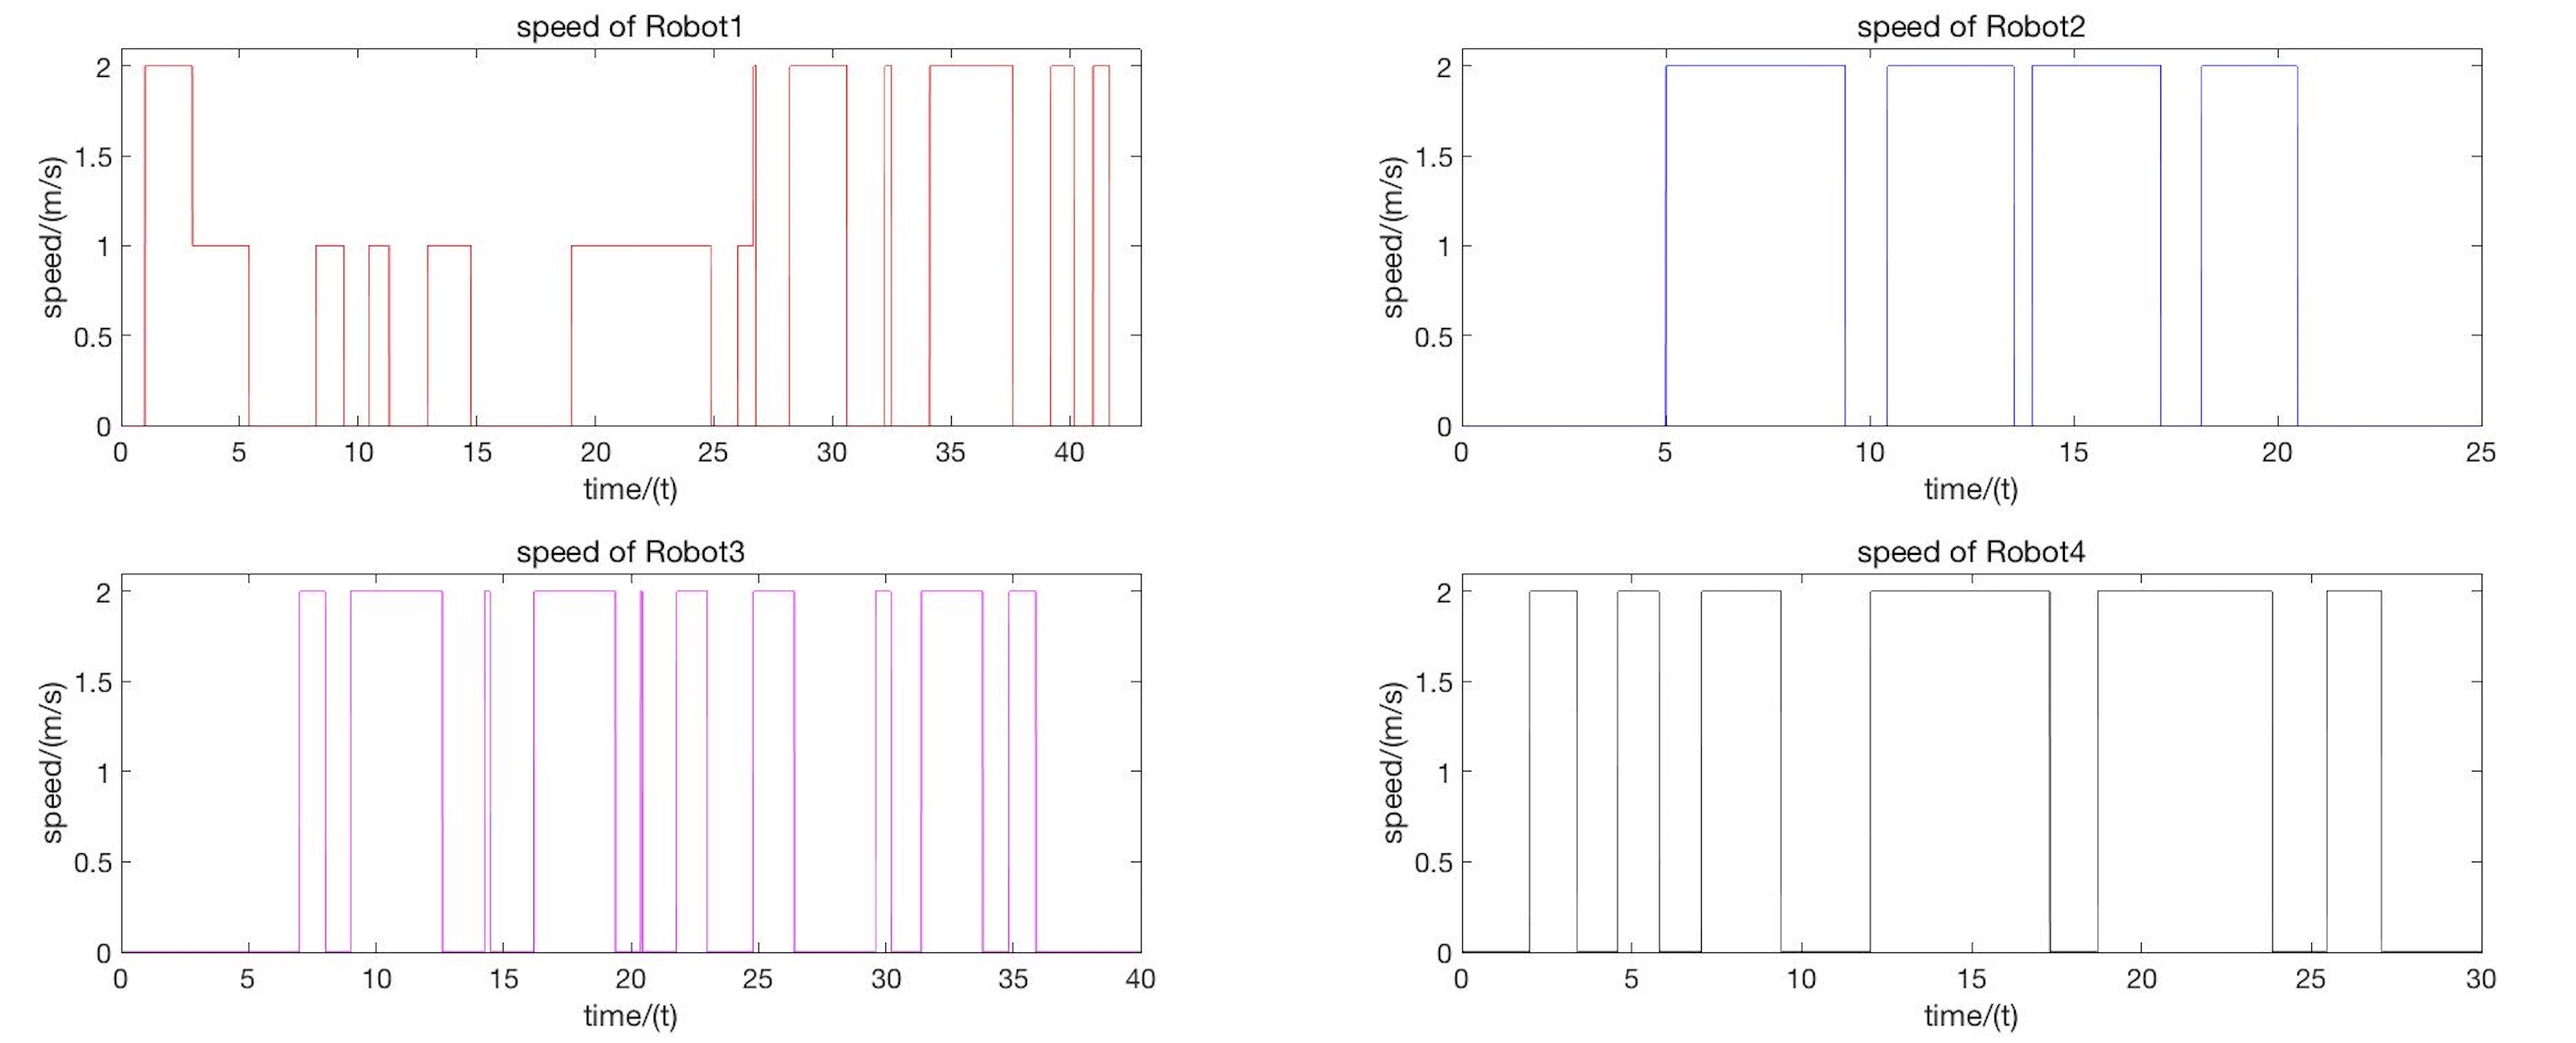 speed of Robot1
2
1.5
1
0.5
0
speed/(m/s)
0 5 10 15 20 25 30 35 40
time/(t)
speed of Robot2
2
1.5
1
0.5
0
speed/(m/s)
0 5 10 15 20 25
time/(t)
speed of Robot3
2
1.5
1
0.5
0
speed/(m/s)
0 5 10 15 20 25 30 35 40
time/(t)
speed of Robot4
2
1.5
1
0.5
0
speed/(m/s)
0 5 10 15 20 25 30
time/(t)